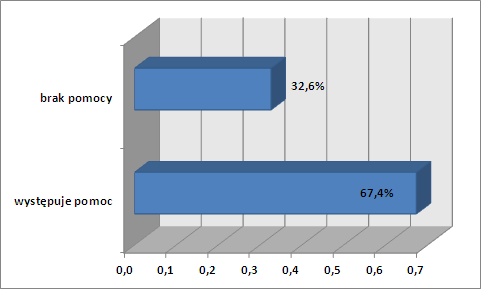 brak pomocy
32,6%
występuje pomoc
67,4%
0,0 0,1 0,2 0,3 0,4 0,5 0,6 0,7